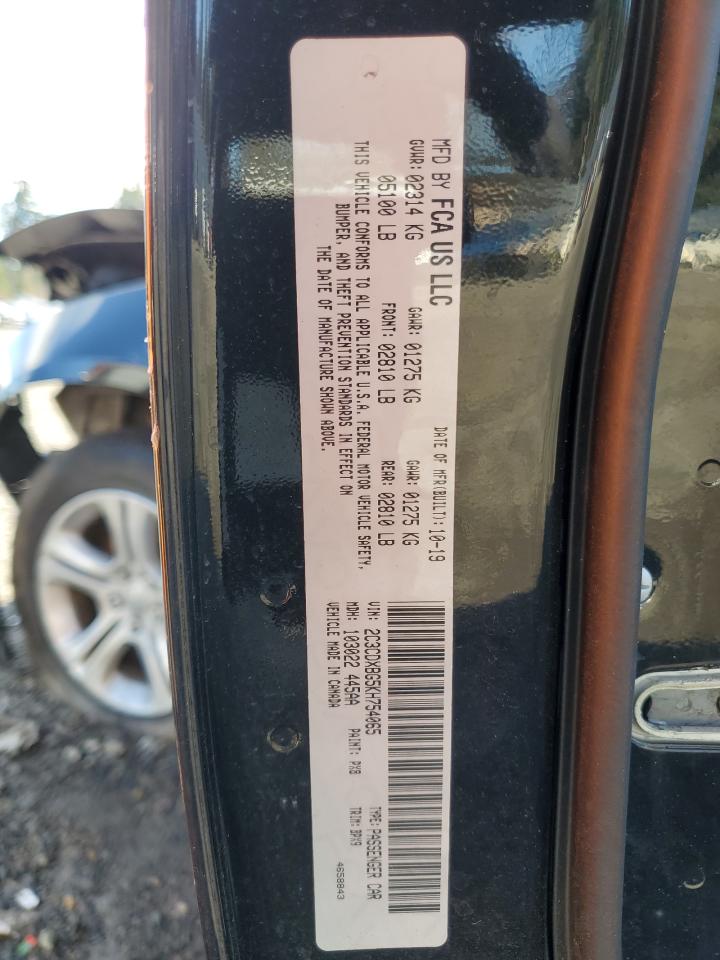 MFD BY FCA US LLC
DATE OF MFR(BUILT): 10-19
GVWR: 02314 KG GAWR: 01275 KG GAWR: 01275 KG
05100 LB FRONT: 02810 LB REAR: 02810 LB
THIS VEHICLE CONFORMS TO ALL APPLICABLE U.S.A. FEDERAL MOTOR VEHICLE SAFETY,
BUMPER, AND THEFT PREVENTION STANDARDS IN EFFECT ON
THE DATE OF MANUFACTURE SHOWN ABOVE.
VIN: 2C3CDXBG5KH754065 TYPE: PASSENGER CAR
MDH: 103022 445AA PAINT: PX8 TRIM: BPX9
VEHICLE MADE IN CANADA 4658843